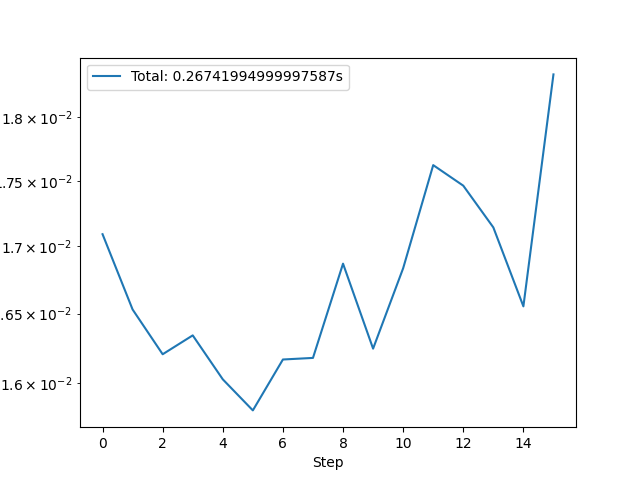 Total: 0.26741994999997587s
1.8 × 10⁻²
1.75 × 10⁻²
1.7 × 10⁻²
.65 × 10⁻²
1.6 × 10⁻²
0 2 4 6 8 10 12 14
Step